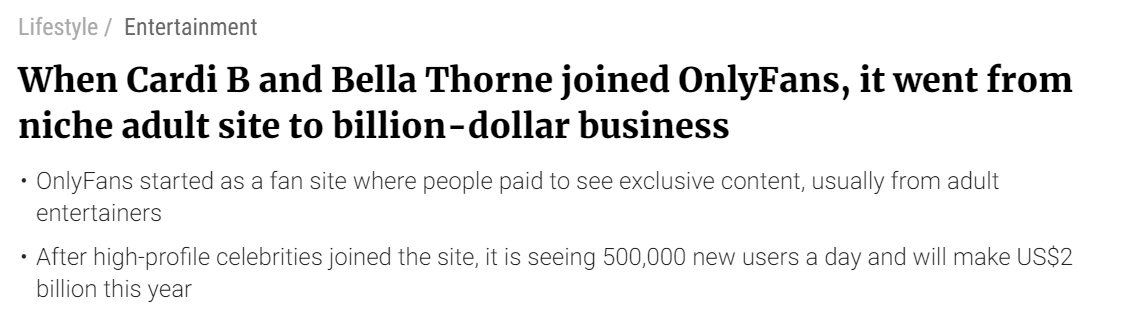 Lifestyle / Entertainment
When Cardi B and Bella Thorne joined OnlyFans, it went from
niche adult site to billion-dollar business
• OnlyFans started as a fan site where people paid to see exclusive content, usually from adult
entertainers
• After high-profile celebrities joined the site, it is seeing 500,000 new users a day and will make US$2
billion this year